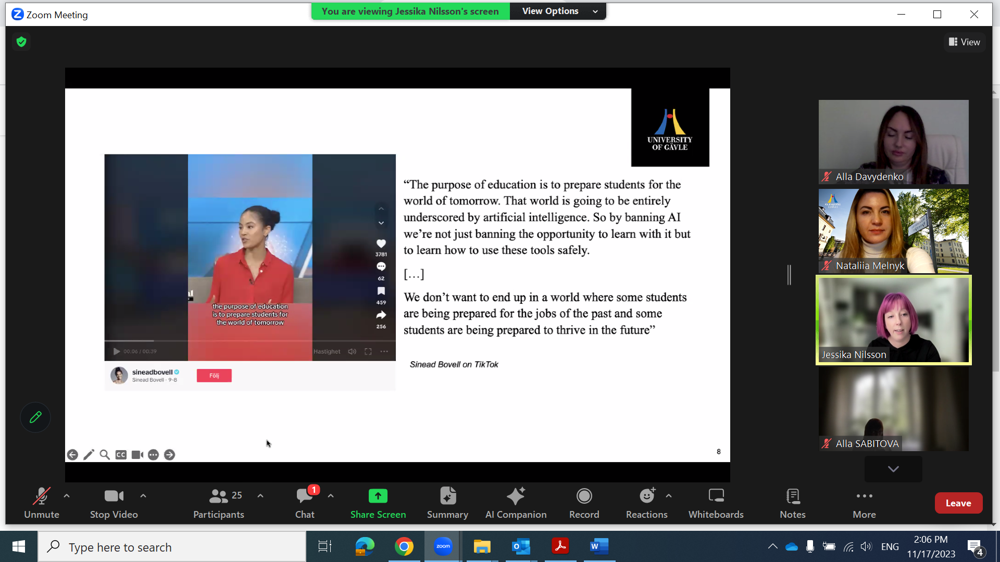 Zoom Meeting
You are viewing Jessika Nilsson's screen
View Options
View
UNIVERSITY
OF GÄVLE
“The purpose of education is to prepare students for the
world of tomorrow. That world is going to be entirely
underscored by artificial intelligence. So by banning AI
we’re not just banning the opportunity to learn with it but
to learn how to use these tools safely.
[…]
We don’t want to end up in a world where some students
are being prepared for the jobs of the past and some
students are being prepared to thrive in the future”
Sinead Bovell on TikTok
3781
62
459
256
the purpose of education
is to prepare students for
the world of tomorrow
00:06 / 00:39
Hastighet
sineadbovell
Sinead Bovell · 9-8
Följ
CC
8
Alla Davydenko
Nataliia Melnyk
Jessika Nilsson
Alla SABITOVA
Unmute
Stop Video
25
Participants
1
Chat
Share Screen
Summary
AI Companion
Record
Reactions
Whiteboards
Notes
More
Leave
Type here to search
zoom
ENG
2:06 PM
11/17/2023
4